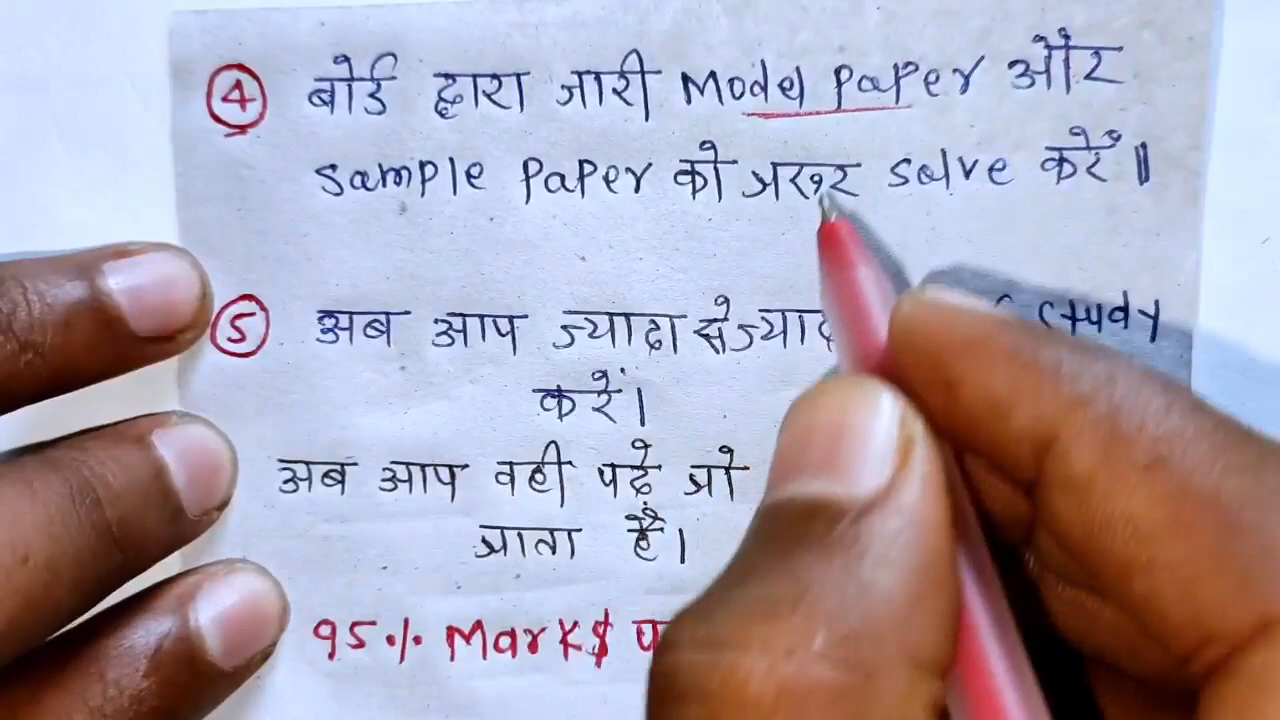 ④ बोर्ड द्वारा जारी Model Paper और
Sample Paper को जरूर solve करें॥
⑤ अब आप ज्यादा से study
करें।
अब आप वही पढ़ें जो
जाता है।
95% Marks